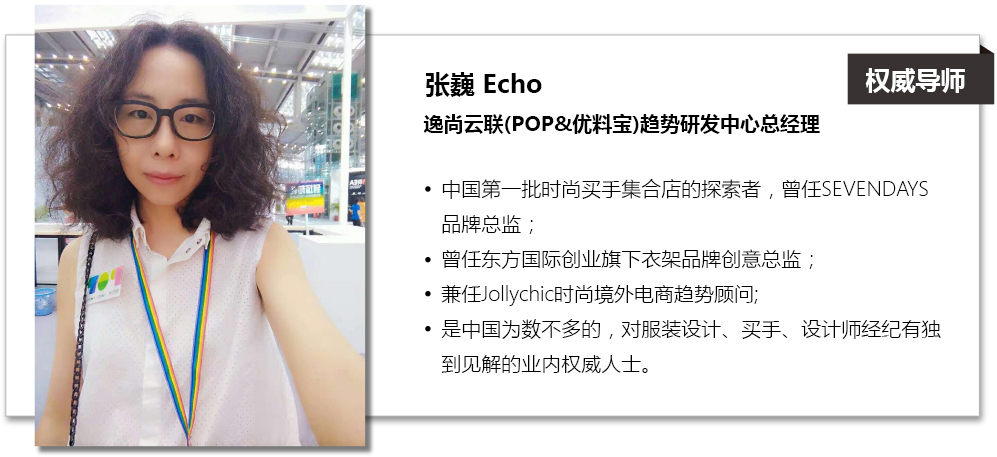 张巍 Echo
权威导师
逸尚云联(POP&优料宝)趋势研发中心总经理
• 中国第一批时尚买手集合店的探索者，曾任SEVENDAYS
品牌总监；
• 曾任东方国际创业旗下衣架品牌创意总监；
• 兼任Jollychic时尚境外电商趋势顾问;
• 是中国为数不多的，对服装设计、买手、设计师经纪有独
到见解的业内权威人士。